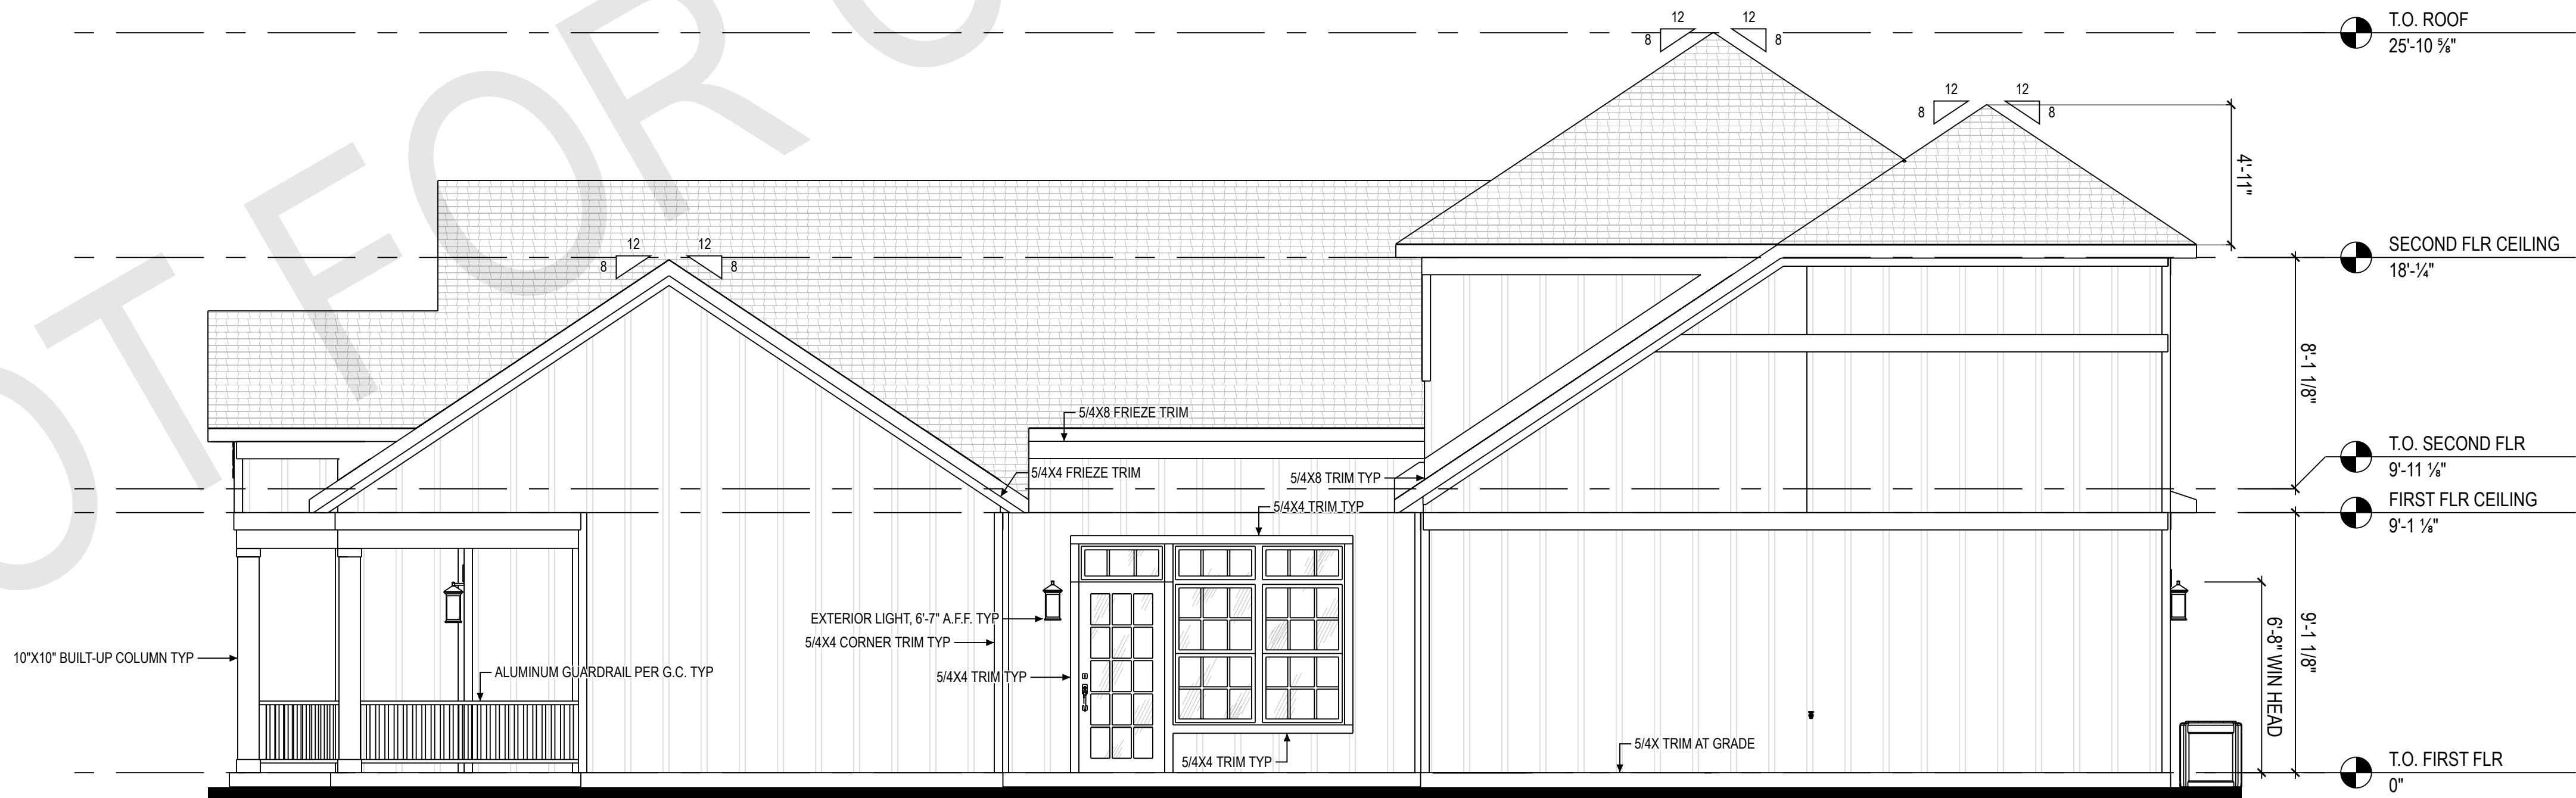 OT FOR C
12
12
8
8
T.O. ROOF
25'-10 ⅝"
12
12
8
8
4'-11"
12
12
8
8
SECOND FLR CEILING
18'-¼"
8'-1 1/8"
5/4X8 FRIEZE TRIM
T.O. SECOND FLR
9'-11 ⅛"
5/4X4 FRIEZE TRIM
5/4X8 TRIM TYP
FIRST FLR CEILING
9'-1 ⅛"
5/4X4 TRIM TYP
EXTERIOR LIGHT, 6'-7" A.F.F. TYP
5/4X4 CORNER TRIM TYP
10"X10" BUILT-UP COLUMN TYP
ALUMINUM GUARDRAIL PER G.C. TYP
5/4X4 TRIM TYP
6'-8" WIN HEAD
9'-1 1/8"
5/4X TRIM AT GRADE
5/4X4 TRIM TYP
T.O. FIRST FLR
0"